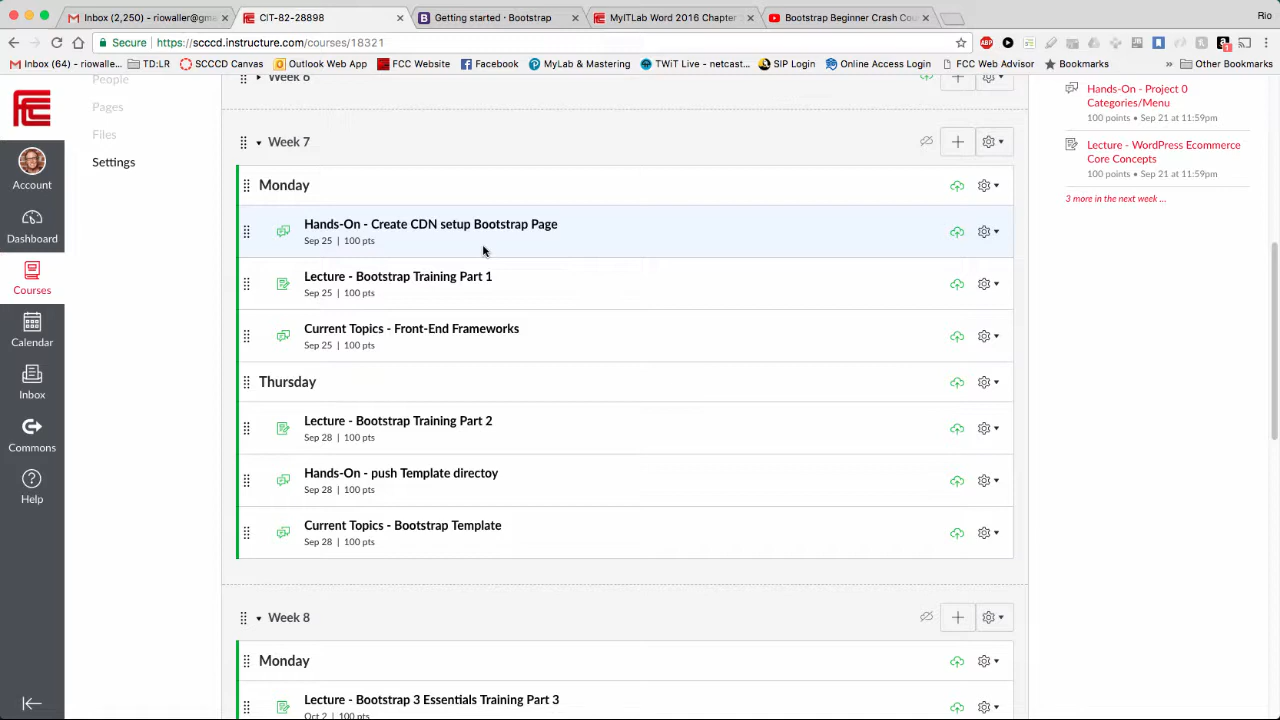 Inbox (2,250) - riowaller@gm
CIT-82-28898
Getting started · Bootstrap
MyITLab Word 2016 Chapter
Bootstrap Beginner Crash Cou
Rio
Secure | https://scccd.instructure.com/courses/18321
Inbox (64) - riowalle...
TD:LR
SCCCD Canvas
Outlook Web App
FCC Website
Facebook
MyLab & Mastering
TWiT Live - netcast...
SIP Login
Online Access Login
FCC Web Advisor
Bookmarks
Other Bookmarks
Account
Dashboard
Courses
Calendar
Inbox
Commons
Help
People
Pages
Files
Settings
Week 6
Week 7
Monday
Hands-On - Create CDN setup Bootstrap Page
Sep 25 | 100 pts
Lecture - Bootstrap Training Part 1
Sep 25 | 100 pts
Current Topics - Front-End Frameworks
Sep 25 | 100 pts
Thursday
Lecture - Bootstrap Training Part 2
Sep 28 | 100 pts
Hands-On - push Template directoy
Sep 28 | 100 pts
Current Topics - Bootstrap Template
Sep 28 | 100 pts
Week 8
Monday
Lecture - Bootstrap 3 Essentials Training Part 3
Oct 2 | 100 pts
Hands-On - Project 0
Categories/Menu
100 points • Sep 21 at 11:59pm
Lecture - WordPress Ecommerce
Core Concepts
100 points • Sep 21 at 11:59pm
3 more in the next week ...